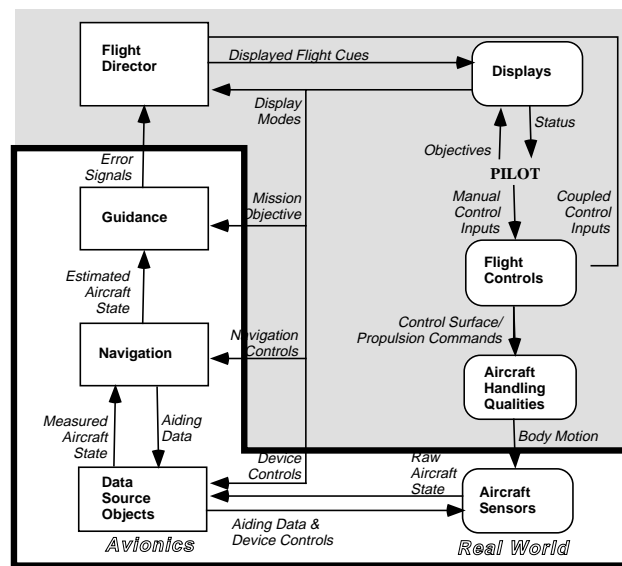 Flight
Director
Displayed Flight Cues
Displays
Display
Modes
Objectives
Status
PILOT
Error
Signals
Guidance
Mission
Objective
Manual
Control
Inputs
Coupled
Control
Inputs
Estimated
Aircraft
State
Flight
Controls
Navigation
Navigation
Controls
Control Surface/
Propulsion Commands
Aircraft
Handling
Qualities
Measured
Aircraft
State
Aiding
Data
Device
Controls
Body Motion
Raw
Aircraft
State
Data
Source
Objects
Aircraft
Sensors
Aiding Data &
Device Controls
Avionics
Real World